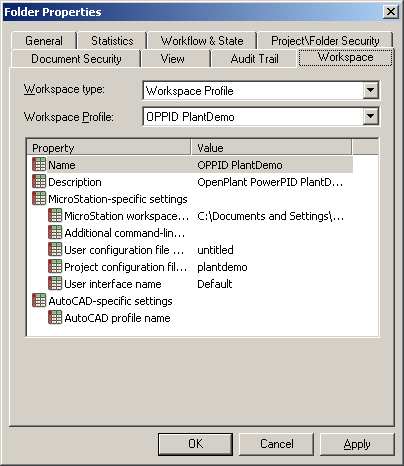 Folder Properties
General Statistics Workflow & State Project\Folder Security
Document Security View Audit Trail Workspace
Workspace type: Workspace Profile
Workspace Profile: OPPID PlantDemo
Property Value
Name OPPID PlantDemo
Description OpenPlant PowerPID PlantD...
MicroStation-specific settings
MicroStation workspace... C:\Documents and Settings\...
Additional command-lin...
User configuration file ... untitled
Project configuration fil... plantdemo
User interface name Default
AutoCAD-specific settings
AutoCAD profile name
OK Cancel Apply